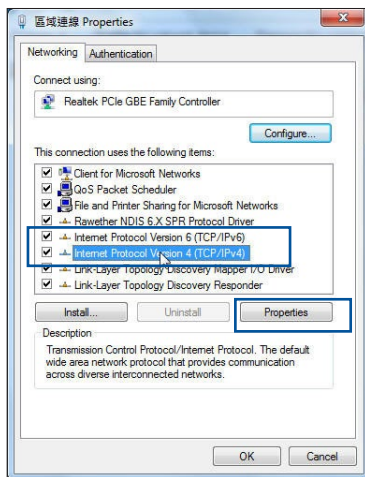 區域連線 Properties
Networking Authentication
Connect using:
Realtek PCIe GBE Family Controller
Configure...
This connection uses the following items:
Client for Microsoft Networks
QoS Packet Scheduler
File and Printer Sharing for Microsoft Networks
Rawether NDIS 6.X SPR Protocol Driver
Internet Protocol Version 6 (TCP/IPv6)
Internet Protocol Version 4 (TCP/IPv4)
Link-Layer Topology Discovery Mapper I/O Driver
Link-Layer Topology Discovery Responder
Install... Uninstall Properties
Description
Transmission Control Protocol/Internet Protocol. The default
wide area network protocol that provides communication
across diverse interconnected networks.
OK Cancel